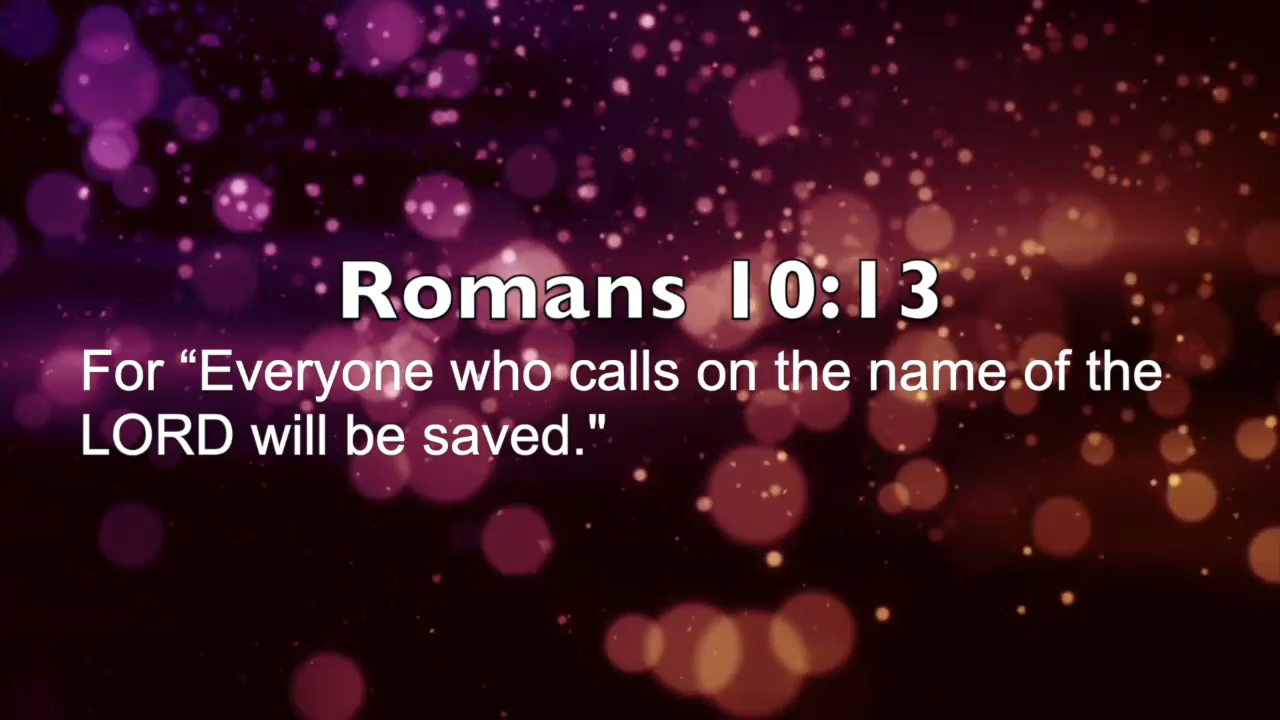 Romans 10:13
For “Everyone who calls on the name of the
LORD will be saved."